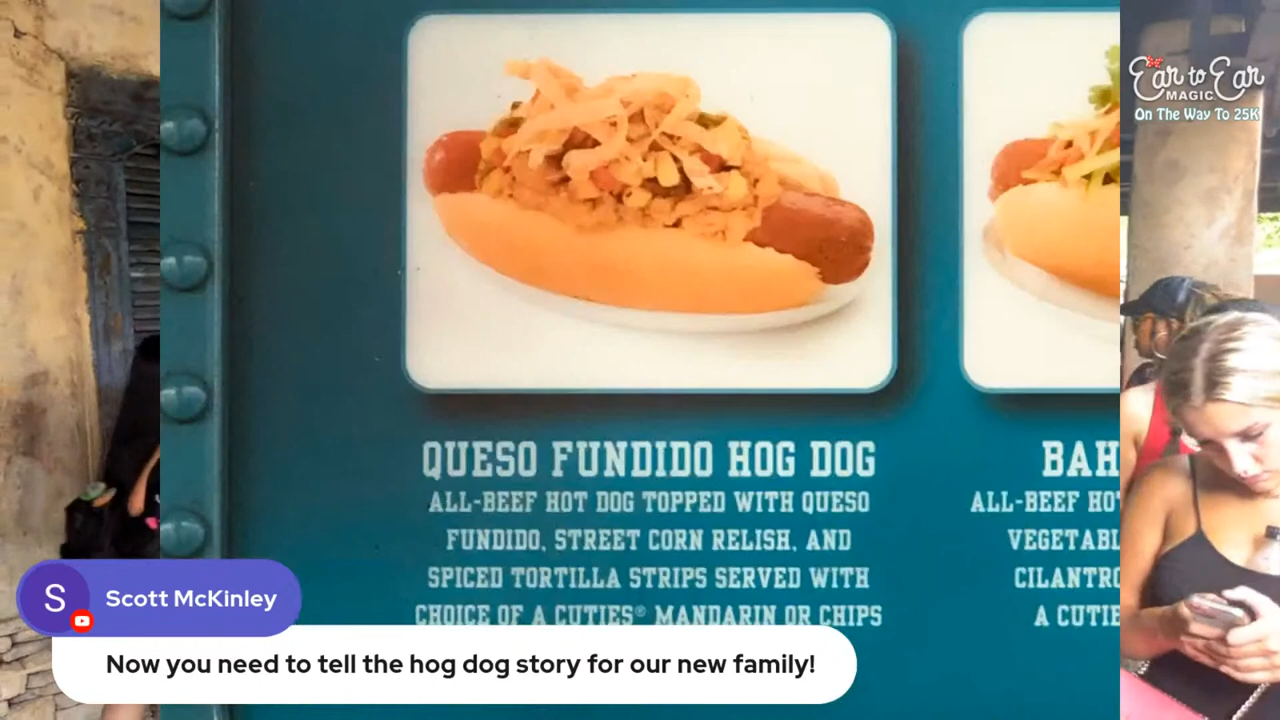 Ear to Ear
MAGIC
On The Way To 25K
QUESO FUNDIDO HOG DOG
ALL-BEEF HOT DOG TOPPED WITH QUESO
FUNDIDO, STREET CORN RELISH, AND
SPICED TORTILLA STRIPS SERVED WITH
CHOICE OF A CUTIES® MANDARIN OR CHIPS
BAH
ALL-BEEF HO
VEGETABL
CILANTRO
A CUTIE
S
Scott McKinley
Now you need to tell the hog dog story for our new family!